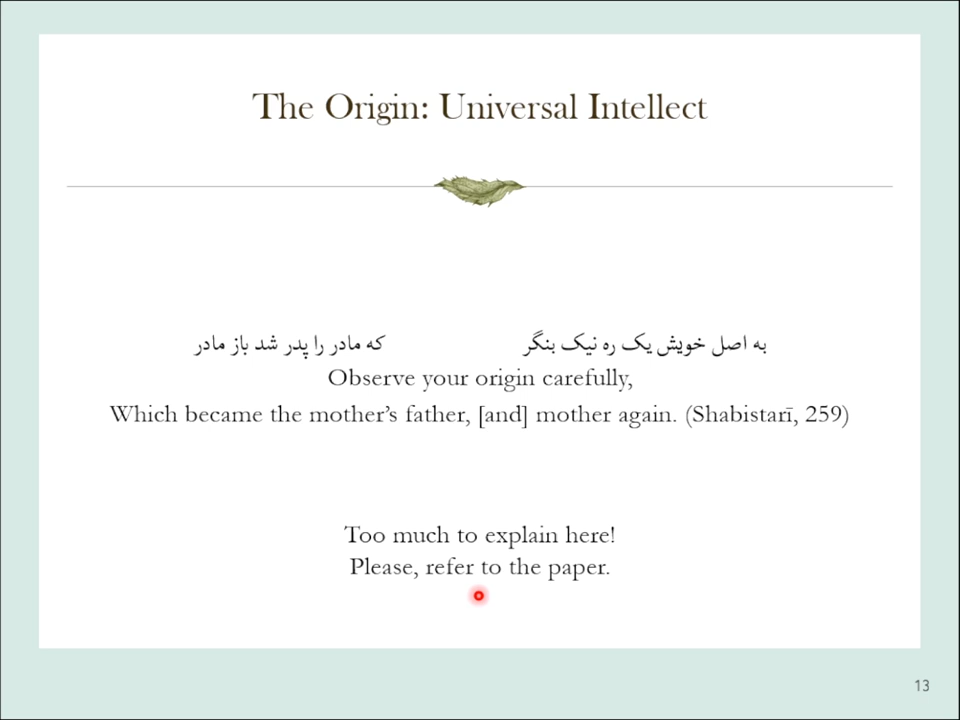 The Origin: Universal Intellect
به اصل خویش یک ره نیک بنگر که مادر را پدر شد باز مادر
Observe your origin carefully,
Which became the mother’s father, [and] mother again. (Shabistarī, 259)
Too much to explain here!
Please, refer to the paper.
13